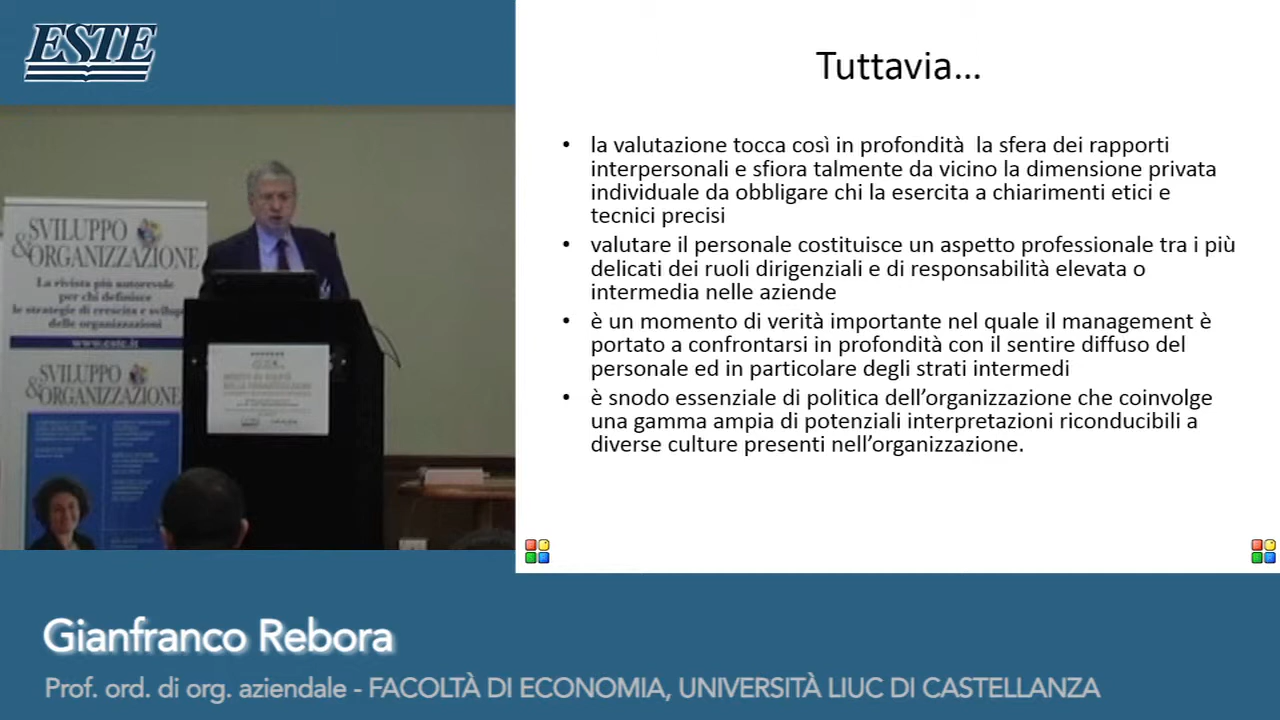 ESTE
Tuttavia...
• la valutazione tocca così in profondità la sfera dei rapporti
interpersonali e sfiora talmente da vicino la dimensione privata
individuale da obbligare chi la esercita a chiarimenti etici e
tecnici precisi
• valutare il personale costituisce un aspetto professionale tra i più
delicati dei ruoli dirigenziali e di responsabilità elevata o
intermedia nelle aziende
• è un momento di verità importante nel quale il management è
portato a confrontarsi in profondità con il sentire diffuso del
personale ed in particolare degli strati intermedi
• è snodo essenziale di politica dell'organizzazione che coinvolge
una gamma ampia di potenziali interpretazioni riconducibili a
diverse culture presenti nell'organizzazione.
SVILUPPO
&ORGANIZZAZIONE
La rivista più autorevole
per chi definisce
le strategie di crescita e
delle organizzazioni
www.este.it
SVILUPPO
&ORGANIZZAZIONE
Gianfranco Rebora
Prof. ord. di org. aziendale - FACOLTÀ DI ECONOMIA, UNIVERSITÀ LIUC DI CASTELLANZA